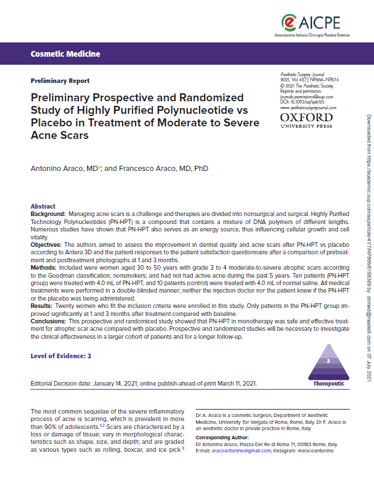 AICPE
Associazione Italiana Chirurgia Plastica Estetica
Cosmetic Medicine
Preliminary Report
Preliminary Prospective and Randomized
Study of Highly Purified Polynucleotide vs
Placebo in Treatment of Moderate to Severe
Acne Scars
Aesthetic Surgery Journal
2021, Vol 41(7) NP866–NP874
© 2021 The Aesthetic Society.
Reprints and permission:
journals.permissions@oup.com
DOI: 10.1093/asj/sjab125
www.aestheticsurgeryjournal.com
OXFORD
UNIVERSITY PRESS
Antonino Araco, MD; and Francesco Araco, MD, PhD
Abstract
Background: Managing acne scars is a challenge and therapies are divided into nonsurgical and surgical. Highly Purified
Technology Polynucleotides (PN-HPT) is a compound that contains a mixture of DNA polymers of different lengths.
Numerous studies have shown that PN-HPT also serves as an energy source, thus influencing cellular growth and cell
vitality.
Objectives: The authors aimed to assess the improvement in dermal quality and acne scars after PN-HPT vs placebo
according to Antera 3D and the patient responses to the patient satisfaction questionnaire after a comparison of pretreat-
ment and posttreatment photographs at 1 and 3 months.
Methods: Included were women aged 30 to 50 years with grade 3 to 4 moderate-to-severe atrophic scars according
to the Goodman classification; nonsmokers; and had not had active acne during the past 5 years. Ten patients (PN-HPT
group) were treated with 4.0 mL of PN-HPT, and 10 patients (control) were treated with 4.0 mL of normal saline. All medical
treatments were performed in a double-blinded manner; neither the injection doctor nor the patient knew if the PN-HPT
or the placebo was being administered.
Results: Twenty women who fit the inclusion criteria were enrolled in this study. Only patients in the PN-HPT group im-
proved significantly at 1 and 3 months after treatment compared with baseline.
Conclusions: This prospective and randomized study showed that PN-HPT in monotherapy was safe and effective treat-
ment for atrophic acne scar compared with placebo. Prospective and randomized studies will be necessary to investigate
the clinical effectiveness in a larger cohort of patients and for a longer follow-up.
Level of Evidence: 2
3
Therapeutic
Editorial Decision date: January 14, 2021; online publish-ahead-of-print March 11, 2021.
The most common sequelae of the severe inflammatory
process of acne is scarring, which is prevalent in more
than 90% of adolescents.1,2 Scars are characterized by a
loss or damage of tissue; vary in morphological charac-
teristics such as shape, size, and depth; and are graded
as various types such as rolling, boxcar, and ice pick.3
Dr A. Araco is a cosmetic surgeon, Department of Aesthetic
Medicine, University Tor Vergata of Roma, Rome, Italy. Dr F. Araco is
an aesthetic doctor in private practice in Rome, Italy.
Corresponding Author:
Dr Antonino Araco, Piazza Dei Re di Roma 71, 00183 Rome, Italy.
E-mail: aracoantonino@gmail.com; Instagram: #aracoantonino